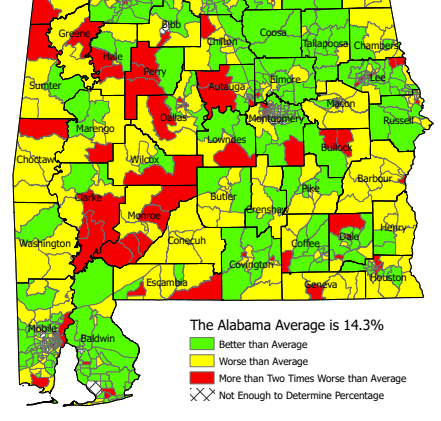 Bibb
Greene
Chilton
Coosa
Tallapoosa
Chambers
Hale
Perry
Sumter
Autauga
Elmore
Lee
Dallas
Macon
Montgomery
Russell
Marengo
Lowndes
Bullock
Choctaw
Wilcox
Barbour
Clarke
Butler
Pike
Crenshaw
Monroe
Washington
Conecuh
Coffee
Dale
Henry
Covington
Escambia
Geneva
Houston
Mobile
Baldwin
The Alabama Average is 14.3%
Better than Average
Worse than Average
More than Two Times Worse than Average
Not Enough to Determine Percentage